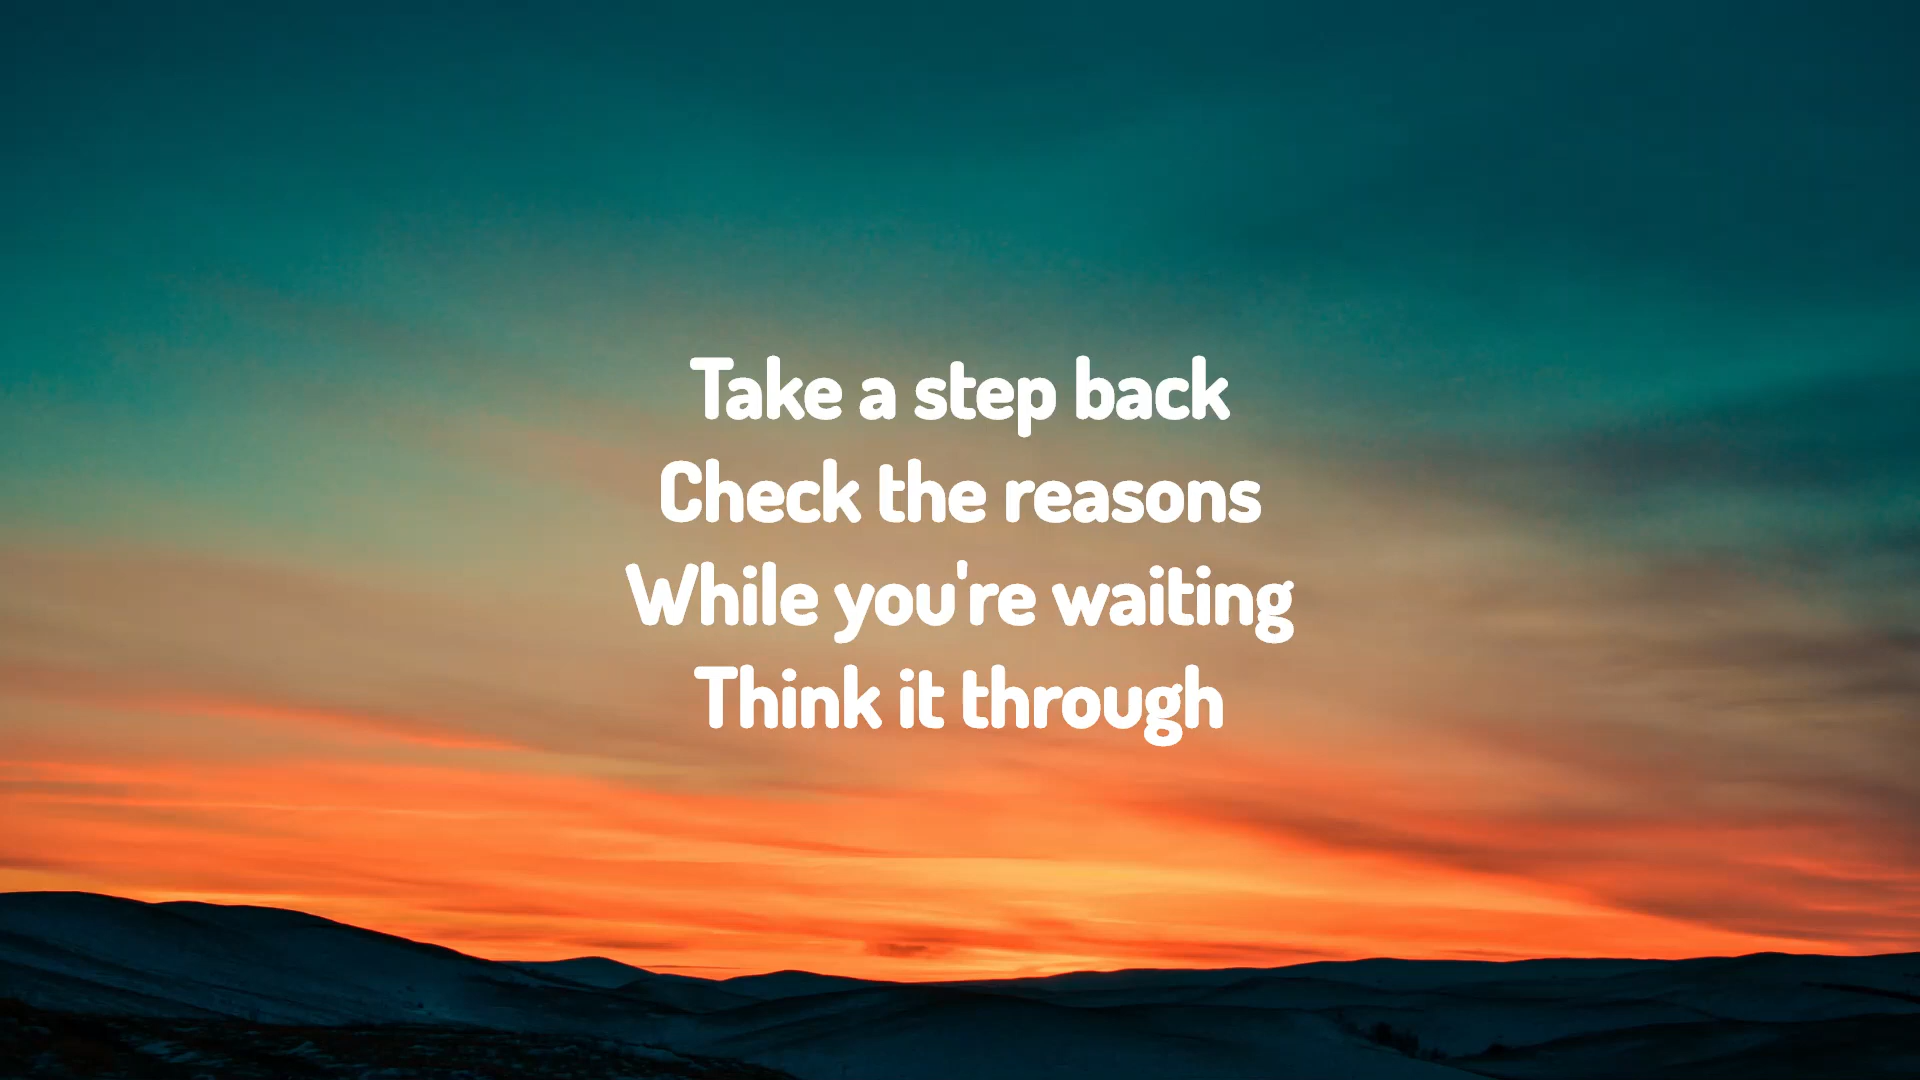 Take a step back
Check the reasons
While you're waiting
Think it through